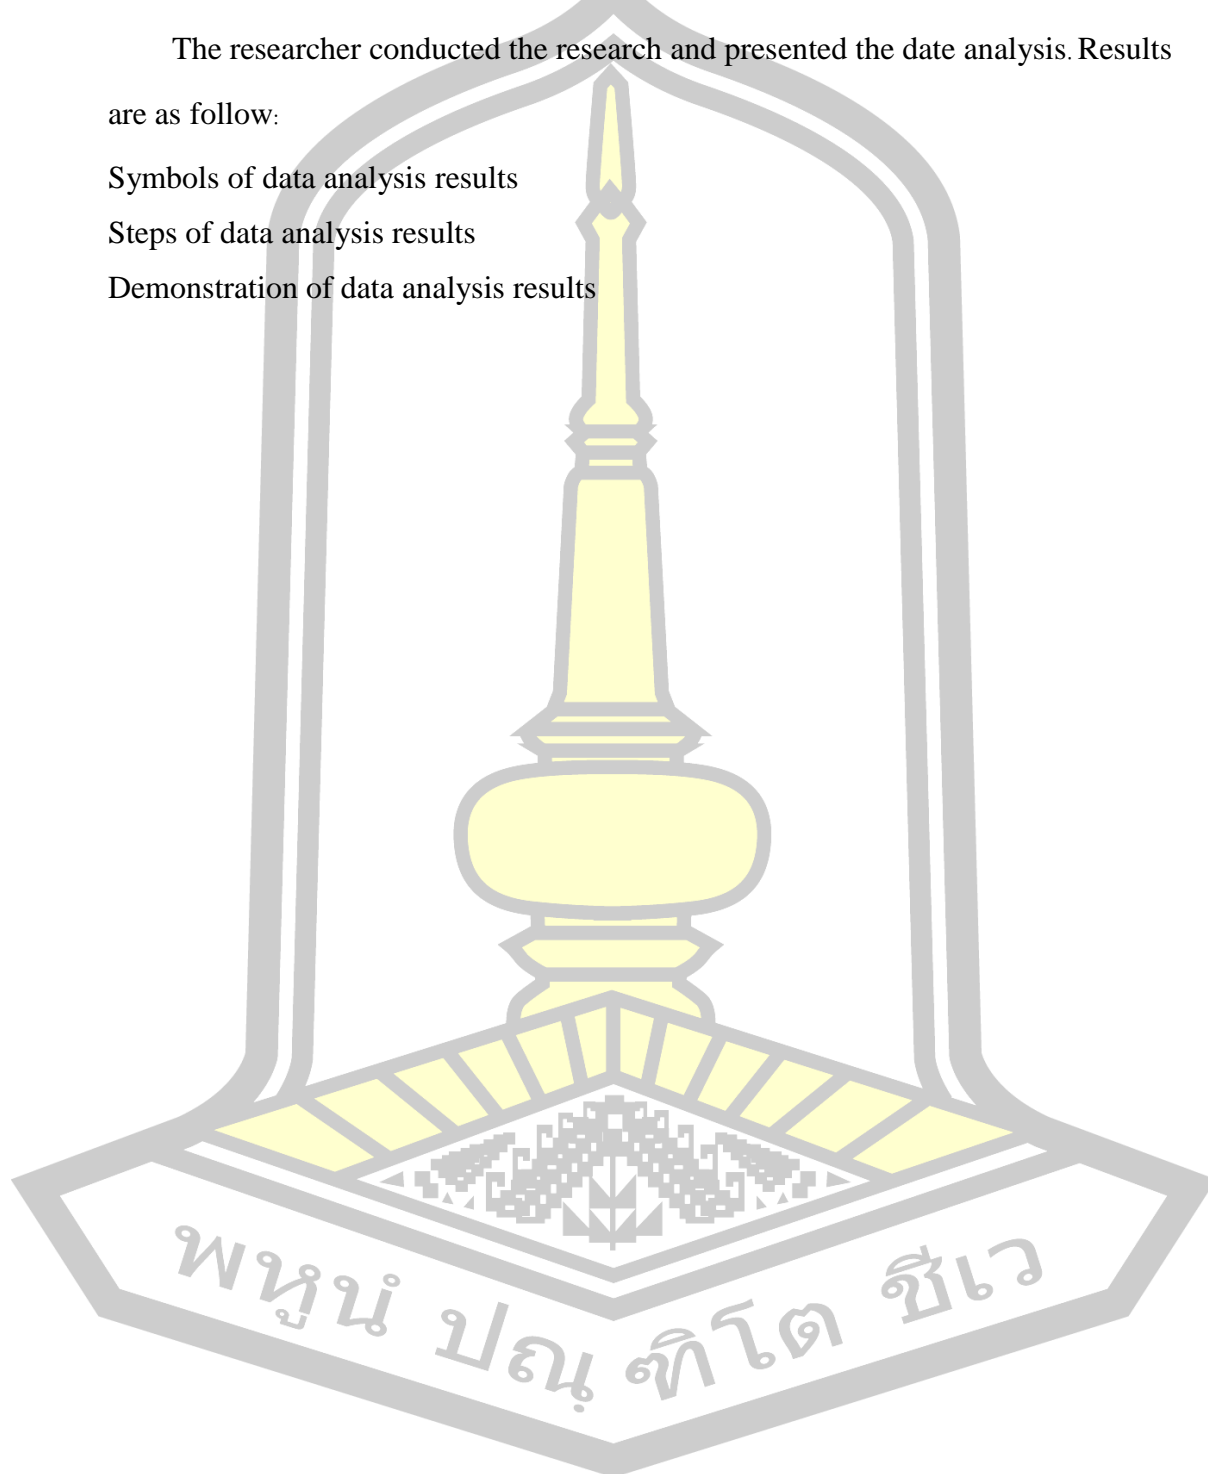 The researcher conducted the research and presented the date analysis. Results
are as follow:
Symbols of data analysis results
Steps of data analysis results
Demonstration of data analysis results
พหูนํ ปณฺฑิโต ชีเว